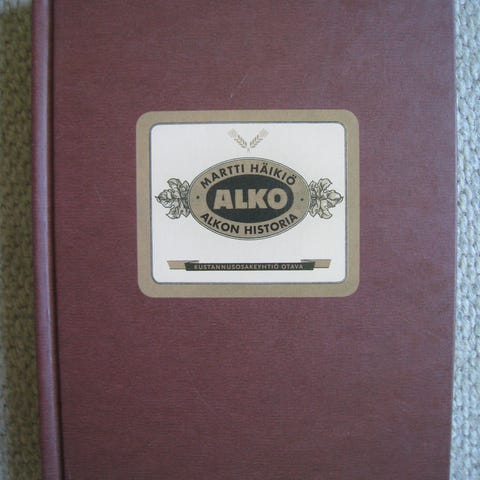 MARTTI HÄIKIÖ
ALKO
ALKON HISTORIA
KUSTANNUSOSAKEYHTIÖ OTAVA